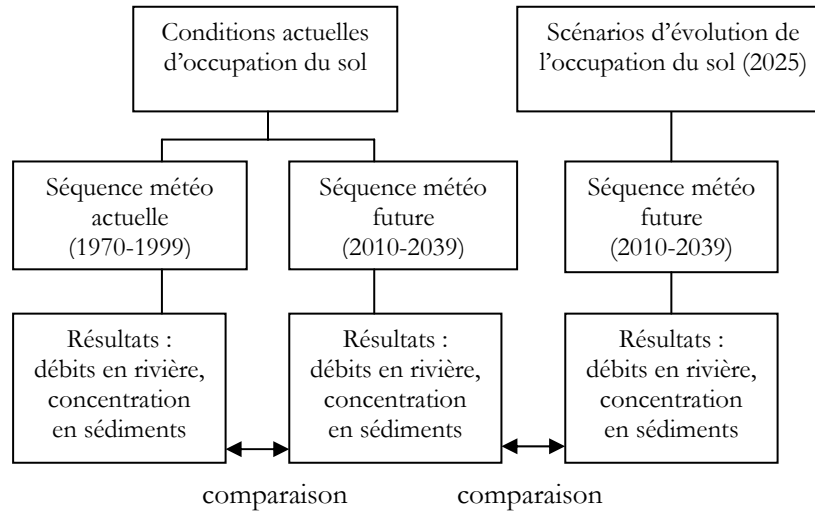 Conditions actuelles
d’occupation du sol
Scénarios d’évolution de
l’occupation du sol (2025)
Séquence météo
actuelle
(1970-1999)
Séquence météo
future
(2010-2039)
Séquence météo
future
(2010-2039)
Résultats :
débits en rivière,
concentration
en sédiments
Résultats :
débits en rivière,
concentration
en sédiments
Résultats :
débits en rivière,
concentration
en sédiments
comparaison
comparaison